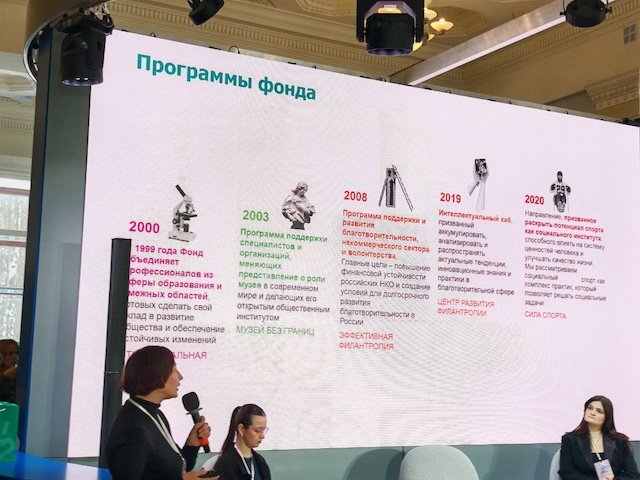 Программы фонда
2000
1999 года Фонд
объединяет
профессионалов из
сферы образования и
смежных областей,
готовых сделать свой
вклад в развитие
общества и обеспечение
устойчивых изменений
2003
Программа поддержки
специалистов и
организаций,
меняющих
представление о роли
музея в современном
мире и делающих его
открытым общественным
институтом
МУЗЕЙ БЕЗ ГРАНИЦ
2008
Программа поддержки и
развития
благотворительности,
некоммерческого сектора
и волонтерства
Главные цели – повышение
финансовой устойчивости
российских НКО и создание
условий для долгосрочного
развития
благотворительности в
России
ЭФФЕКТИВНАЯ
ФИЛАНТРОПИЯ
2019
Интеллектуальный хаб,
призванный
аккумулировать,
анализировать и
распространять
актуальные тенденции,
инновационные знания и
практики в
благотворительной сфере
ЦЕНТР РАЗВИТИЯ
ФИЛАНТРОПИИ
2020
Направление, призванное
раскрыть потенциал спорта
как социального института,
способного влиять на систему
ценностей человека и
улучшать качество жизни.
Мы рассматриваем
социальный спорт как
комплекс практик, который
позволяет решать социальные
задачи
СИЛА СПОРТА